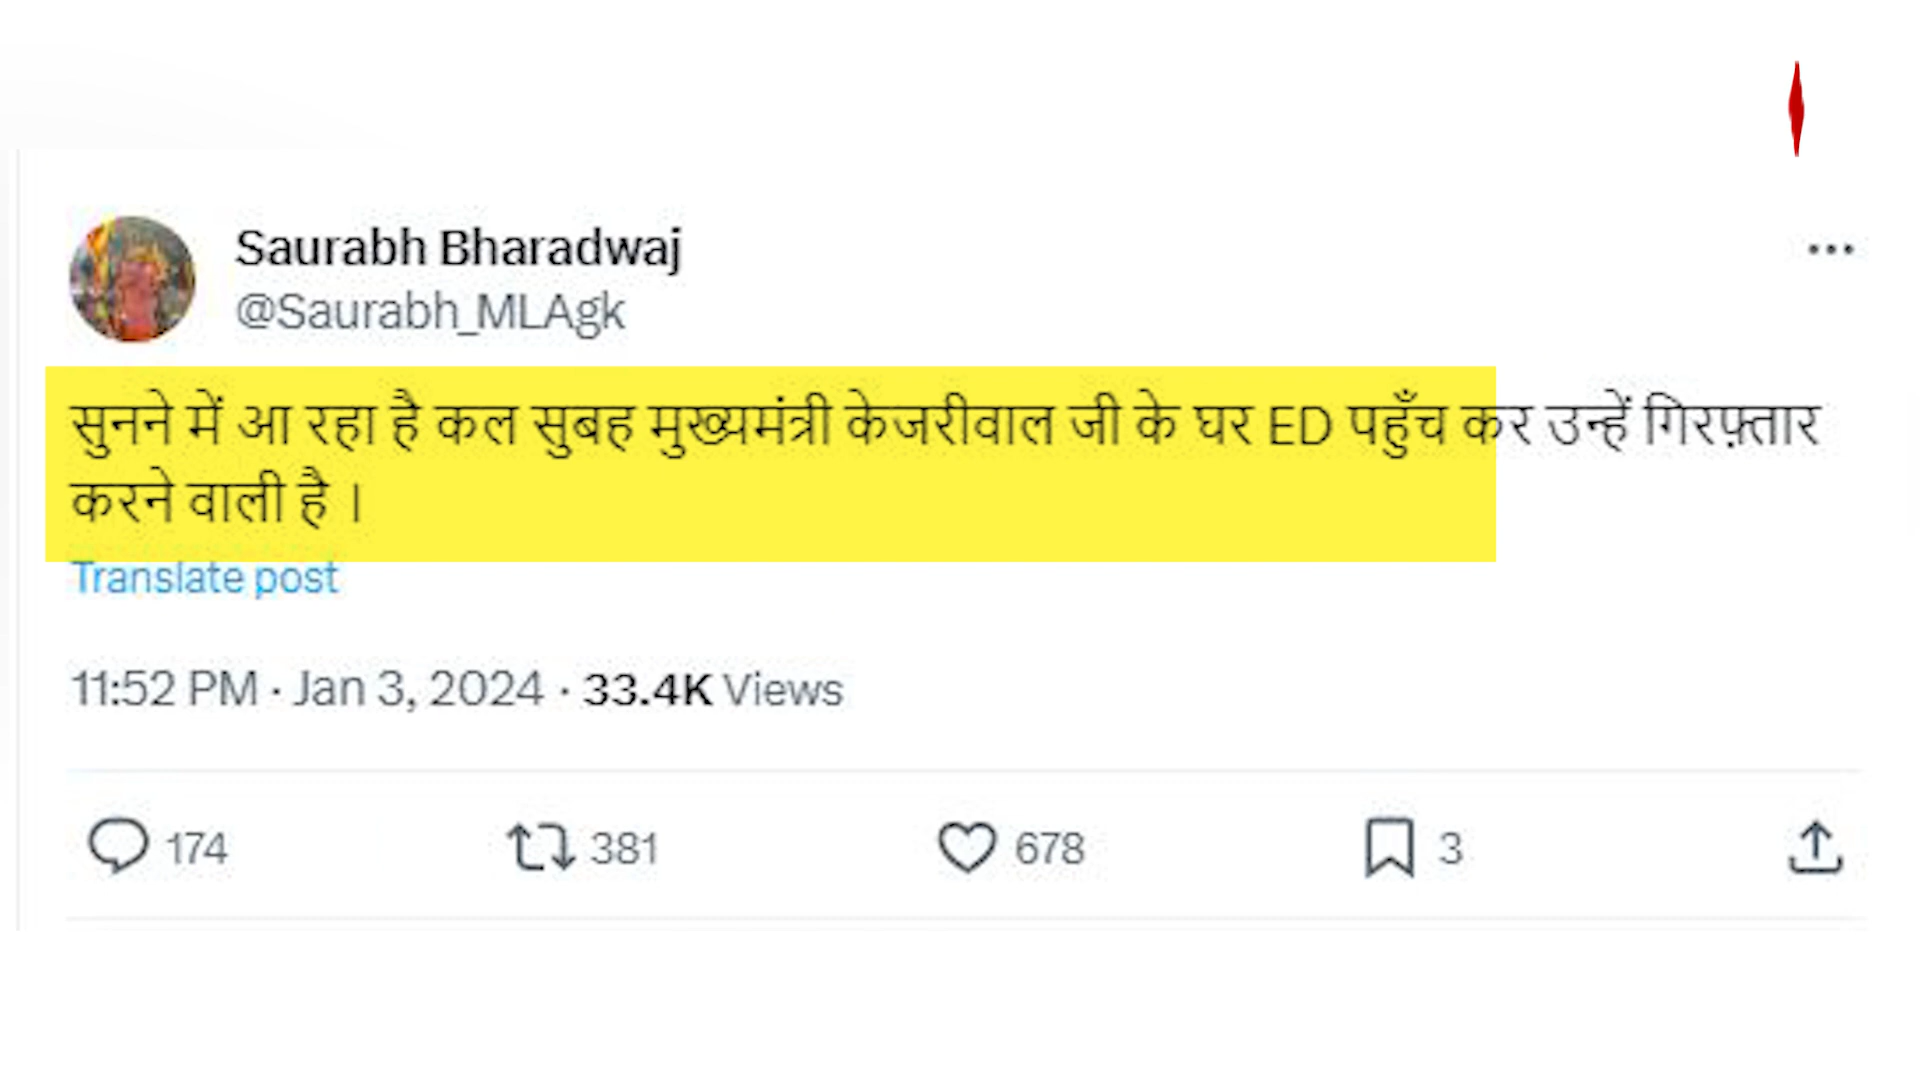 Saurabh Bharadwaj
@Saurabh_MLAgk
सुनने में आ रहा है कल सुबह मुख्यमंत्री केजरीवाल जी के घर ED पहुँच कर उन्हें गिरफ़्तार
करने वाली है ।
Translate post
11:52 PM · Jan 3, 2024 · 33.4K Views
174 381 678 3